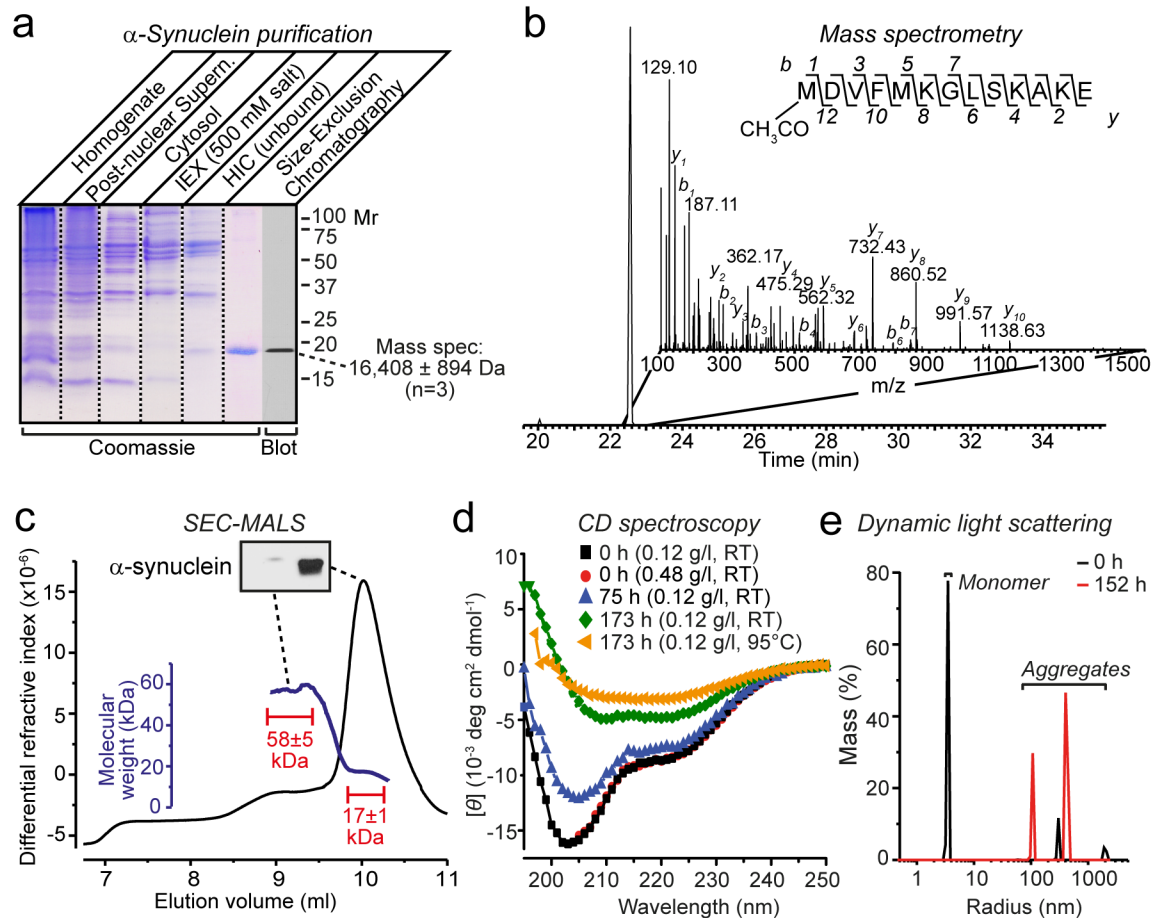 a
α-Synuclein purification
Homogenate
Post-nuclear Supern.
Cytosol
IEX (500 mM salt)
HIC (unbound)
Size-Exclusion
Chromatography
100 Mr
75
50
37
25
20
15
Mass spec:
16,408 ± 894 Da
(n=3)
Coomassie
Blot
b
Mass spectrometry
b 1 3 5 7
MDVFMKGLSKAKE
12 10 8 6 4 2 y
CH3CO
129.10
y1
b1
187.11
y2
b2
362.17
y3
b3
y4
475.29
b4
y5
562.32
y6
y7
732.43
b6
b7
y8
860.52
y9
991.57
y10
1138.63
100 300 500 700 900 1100 1300 1500
m/z
20 22 24 26 28 30 32 34
Time (min)
c
SEC-MALS
α-synuclein
Differential refractive index (x10-6)
15
10
5
0
-5
Molecular
weight (kDa)
60
40
20
0
58±5
kDa
17±1
kDa
7 8 9 10 11
Elution volume (ml)
d
CD spectroscopy
0 h (0.12 g/l, RT)
0 h (0.48 g/l, RT)
75 h (0.12 g/l, RT)
173 h (0.12 g/l, RT)
173 h (0.12 g/l, 95°C)
[θ] (10-3 deg cm2 dmol-1)
10
5
0
-5
-10
-15
200 210 220 230 240 250
Wavelength (nm)
e
Dynamic light scattering
0 h
152 h
Monomer
Aggregates
Mass (%)
80
60
40
20
0
1 10 100 1000
Radius (nm)